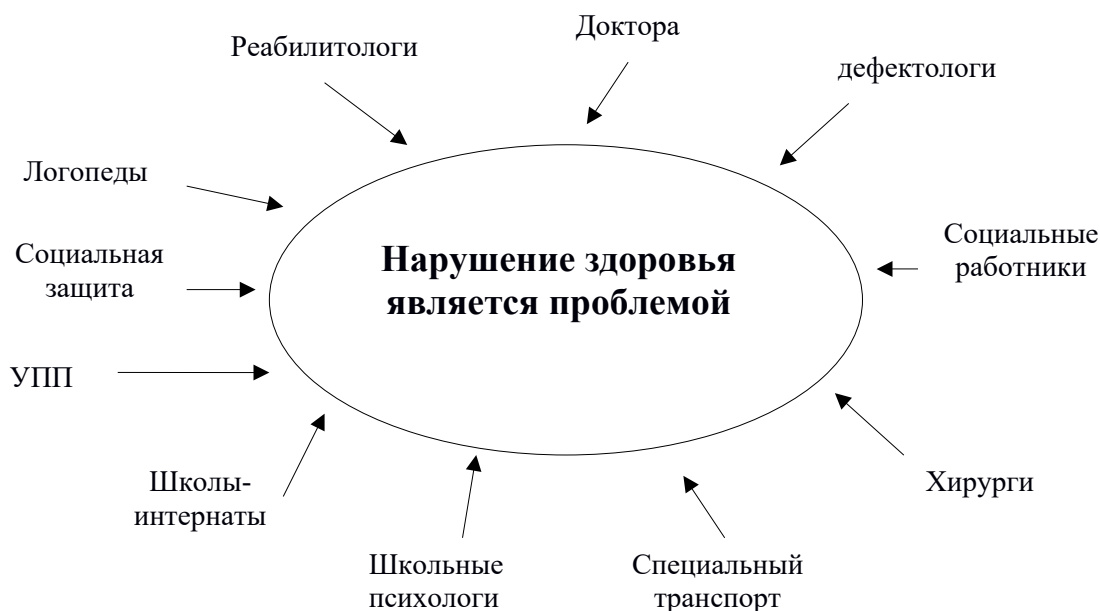 Доктора
Реабилитологи
дефектологи
Логопеды
Социальная
защита
Нарушение здоровья
является проблемой
Социальные
работники
УПП
Школы-
интернаты
Хирурги
Школьные
психологи
Специальный
транспорт